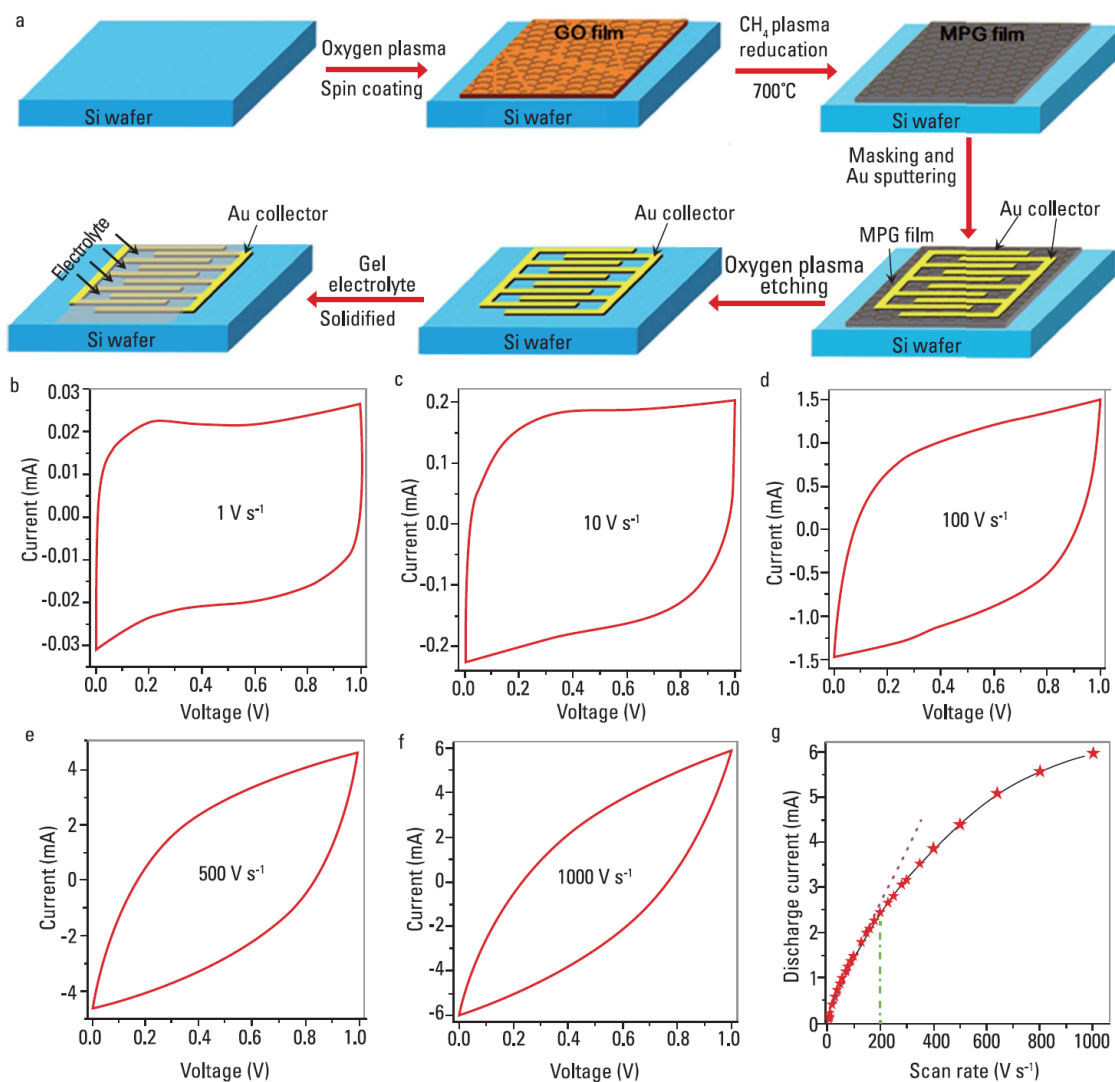 a
Oxygen plasma
Spin coating
GO film
Si wafer
CH₄ plasma
reducation
700°C
MPG film
Si wafer
Si wafer
Masking and
Au sputtering
Electrolyte
Au collector
Si wafer
Gel
electrolyte
Solidified
Au collector
Si wafer
Oxygen plasma
etching
MPG film
Au collector
Si wafer
b
0.03
0.02
0.01
0.00
-0.01
-0.02
-0.03
Current (mA)
1 V s⁻¹
0.0 0.2 0.4 0.6 0.8 1.0
Voltage (V)
c
0.2
0.1
0.0
-0.1
-0.2
Current (mA)
10 V s⁻¹
0.0 0.2 0.4 0.6 0.8 1.0
Voltage (V)
d
1.5
1.0
0.5
0.0
-0.5
-1.0
-1.5
Current (mA)
100 V s⁻¹
0.0 0.2 0.4 0.6 0.8 1.0
Voltage (V)
e
4
2
0
-2
-4
Current (mA)
500 V s⁻¹
0.0 0.2 0.4 0.6 0.8 1.0
Voltage (V)
f
6
4
2
0
-2
-4
-6
Current (mA)
1000 V s⁻¹
0.0 0.2 0.4 0.6 0.8 1.0
Voltage (V)
g
6
5
4
3
2
1
0
Discharge current (mA)
0 200 400 600 800 1000
Scan rate (V s⁻¹)